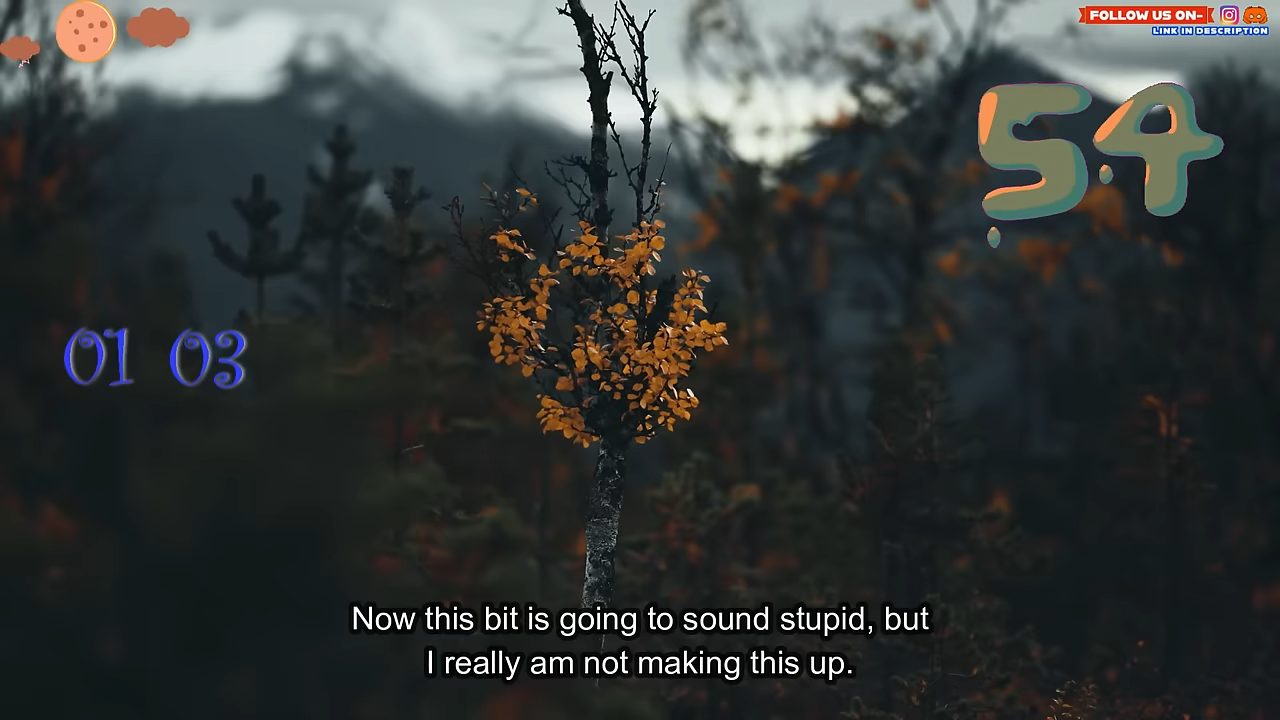 FOLLOW US ON-
LINK IN DESCRIPTION
54
01 03
Now this bit is going to sound stupid, but
I really am not making this up.